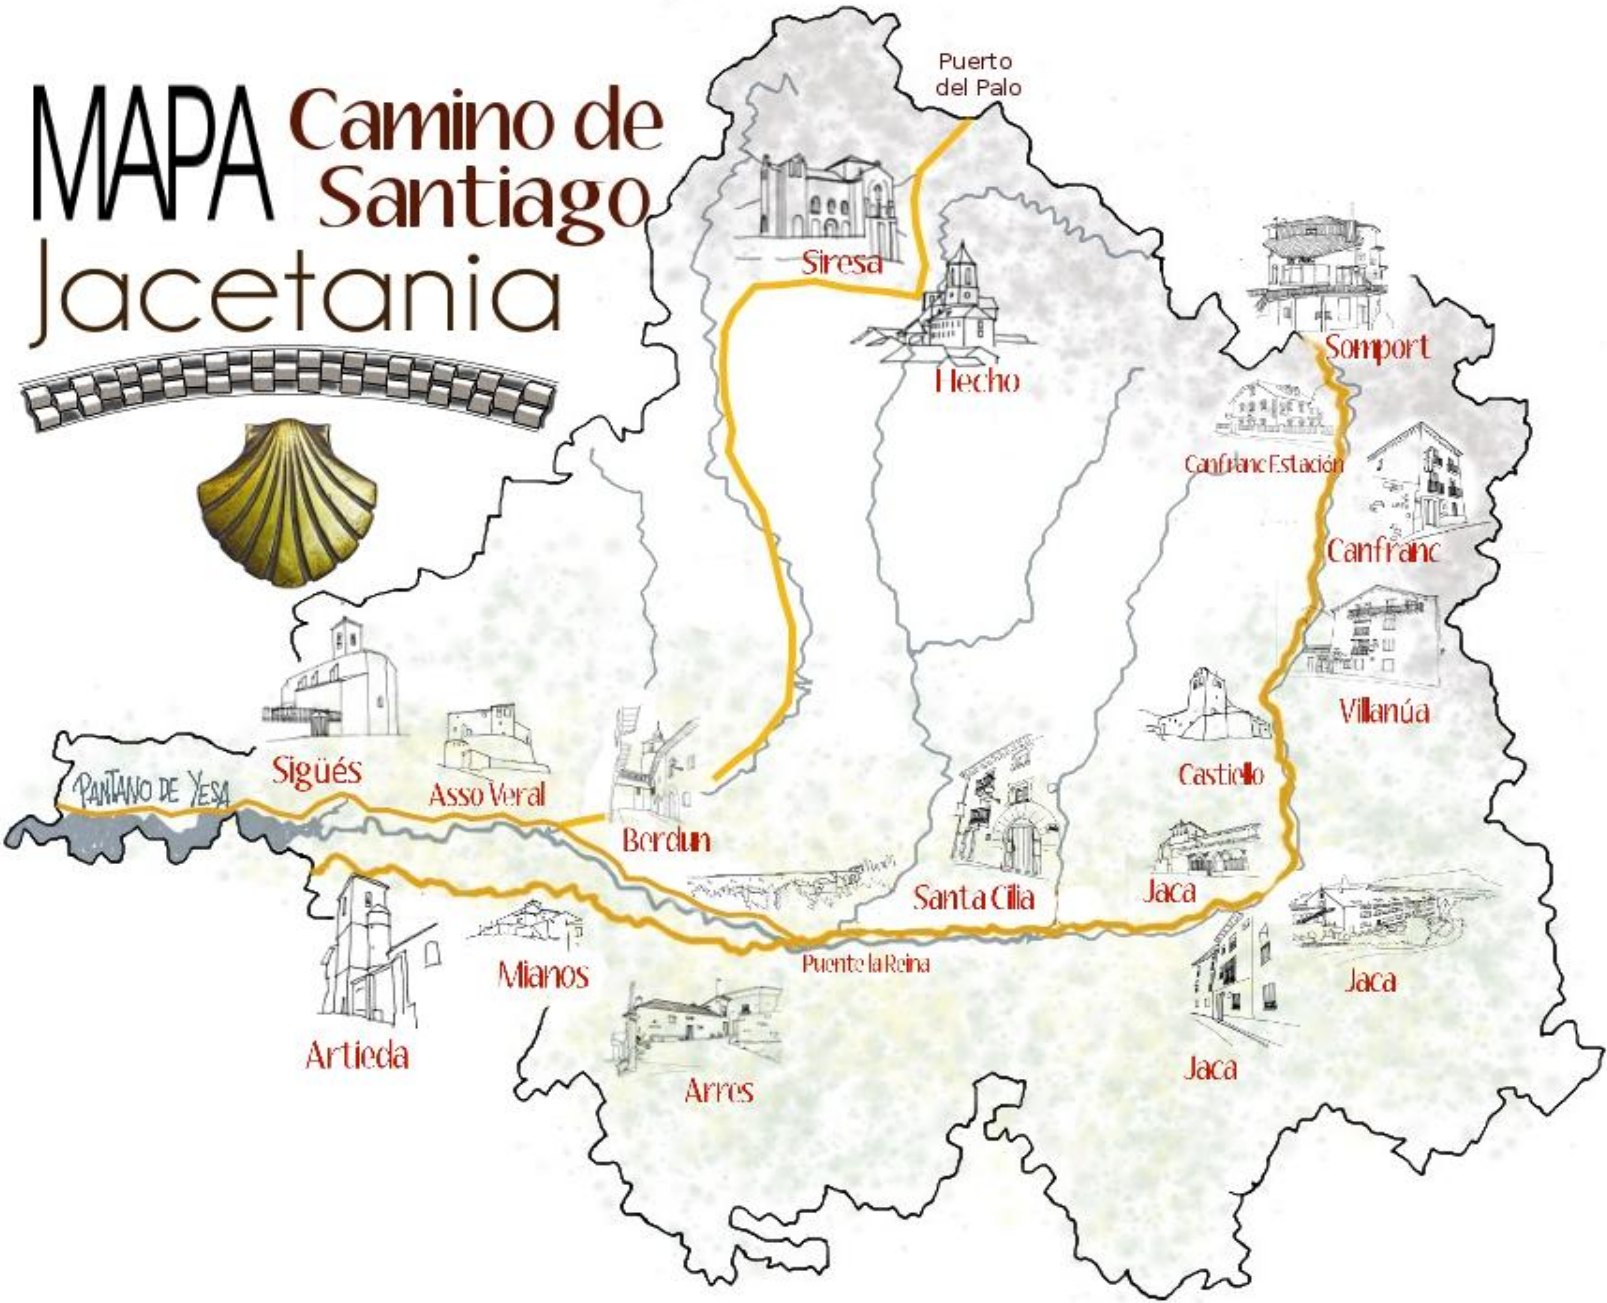 MAPA Camino de
Santiago
Jacetania
Puerto
del Palo
Siresa
Hecho
Somport
Canfranc Estación
Canfranc
Villanúa
Castiello
Jaca
Jaca
Jaca
Santa Cilia
Puente la Reina
Berdun
Asso Veral
Sigüés
PANTANO DE YESA
Mianos
Artieda
Arres